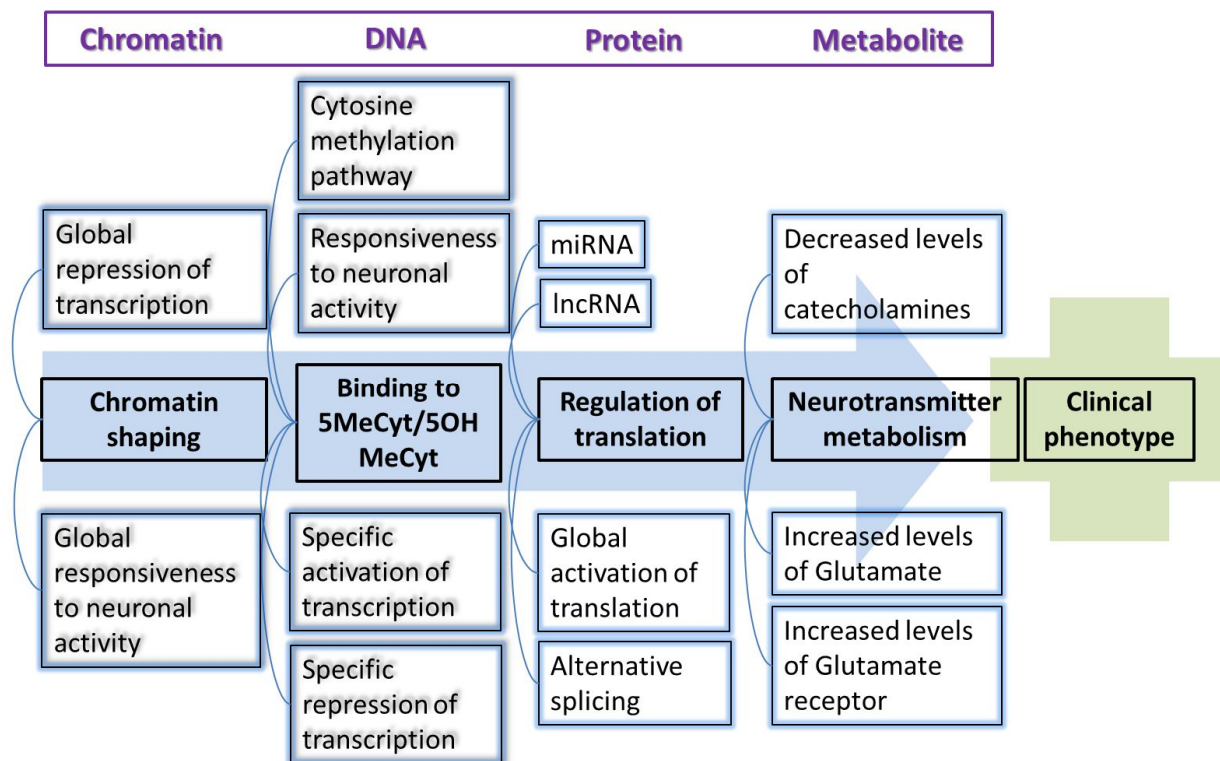 Chromatin DNA Protein Metabolite
Cytosine
methylation
pathway
Global
repression of
transcription
Responsiveness
to neuronal
activity
miRNA
lncRNA
Decreased levels
of
catecholamines
Chromatin
shaping
Binding to
5MeCyt/5OH
MeCyt
Regulation of
translation
Neurotransmitter
metabolism
Clinical
phenotype
Global
responsiveness
to neuronal
activity
Specific
activation of
transcription
Specific
repression of
transcription
Global
activation of
translation
Alternative
splicing
Increased levels
of Glutamate
Increased levels
of Glutamate
receptor